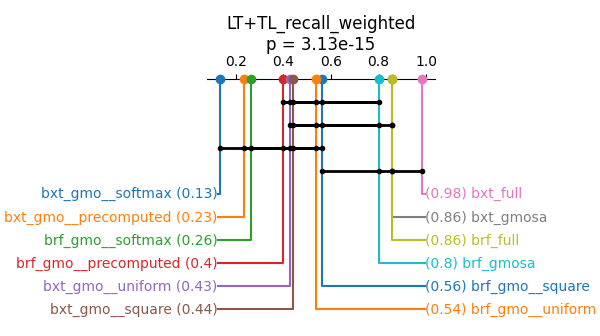 LT+TL_recall_weighted
p = 3.13e-15
0.2 0.4 0.6 0.8 1.0
bxt_gmo__softmax (0.13) (0.98) bxt_full
bxt_gmo__precomputed (0.23) (0.86) bxt_gmosa
brf_gmo__softmax (0.26) (0.86) brf_full
brf_gmo__precomputed (0.4) (0.8) brf_gmosa
bxt_gmo__uniform (0.43) (0.56) brf_gmo__square
bxt_gmo__square (0.44) (0.54) brf_gmo__uniform